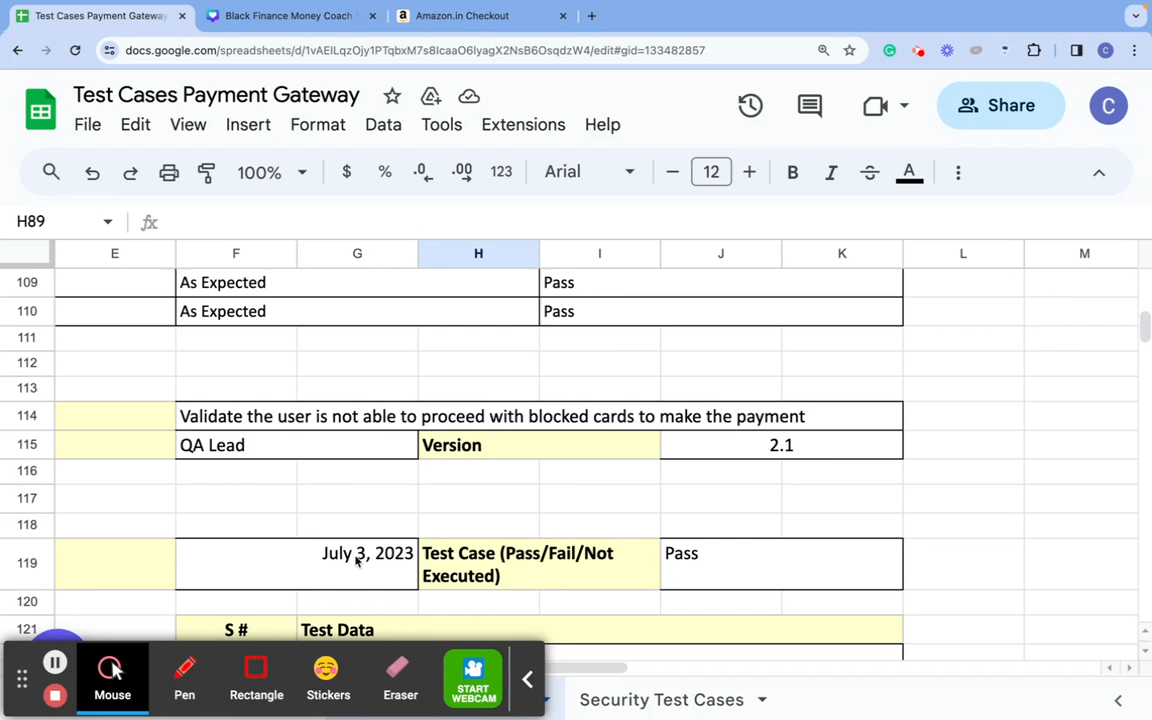 Test Cases Payment Gateway
Black Finance Money Coach
Amazon.in Checkout
docs.google.com/spreadsheets/d/1vAEILqzOjy1PTqbxM7s8IcaaO6IyagX2NsB6OsqdzW4/edit#gid=133482857
C
Test Cases Payment Gateway
Share
C
File Edit View Insert Format Data Tools Extensions Help
100% $ % .0 .00 123 Arial 12 B I S A
H89 fx
E F G H I J K L M
109 As Expected Pass
110 As Expected Pass
111
112
113
114 Validate the user is not able to proceed with blocked cards to make the payment
115 QA Lead Version 2.1
116
117
118
119 July 3, 2023 Test Case (Pass/Fail/Not Executed) Pass
120
121 S # Test Data
Mouse Pen Rectangle Stickers Eraser
START
WEBCAM
Security Test Cases